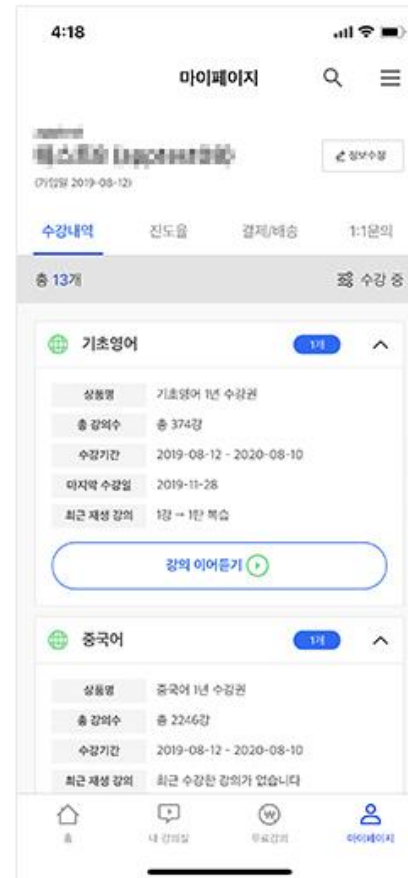 4:18
마이페이지
정보수정
(가입일 2019-08-12)
수강내역 진도율 결제/배송 1:1문의
총 13개 수강 중
기초영어 1개
상품명 기초영어 1년 수강권
총 강의수 총 374강
수강기간 2019-08-12 - 2020-08-10
마지막 수강일 2019-11-28
최근 재생 강의 1강 → 1탄 복습
강의 이어듣기
중국어 1개
상품명 중국어 1년 수강권
총 강의수 총 2246강
수강기간 2019-08-12 - 2020-08-10
최근 재생 강의 최근 수강한 강의가 없습니다
홈 내 강의실 무료강의 마이페이지